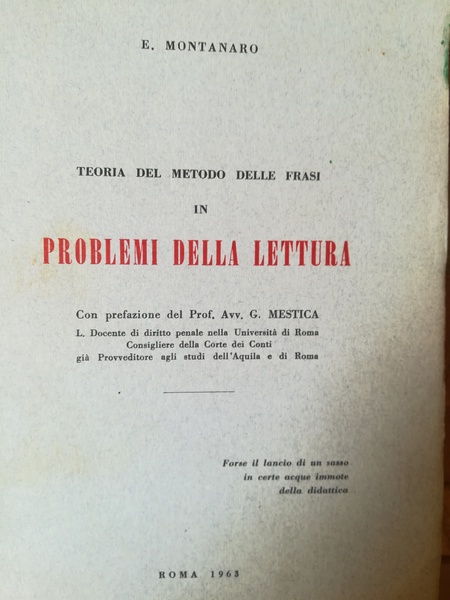 E. MONTANARO
TEORIA DEL METODO DELLE FRASI
IN
PROBLEMI DELLA LETTURA
Con prefazione del Prof. Avv. G. MESTICA
L. Docente di diritto penale nella Università di Roma
Consigliere della Corte dei Conti
già Provveditore agli studi dell'Aquila e di Roma
Forse il lancio di un sasso
in certe acque immote
della didattica
ROMA 1963